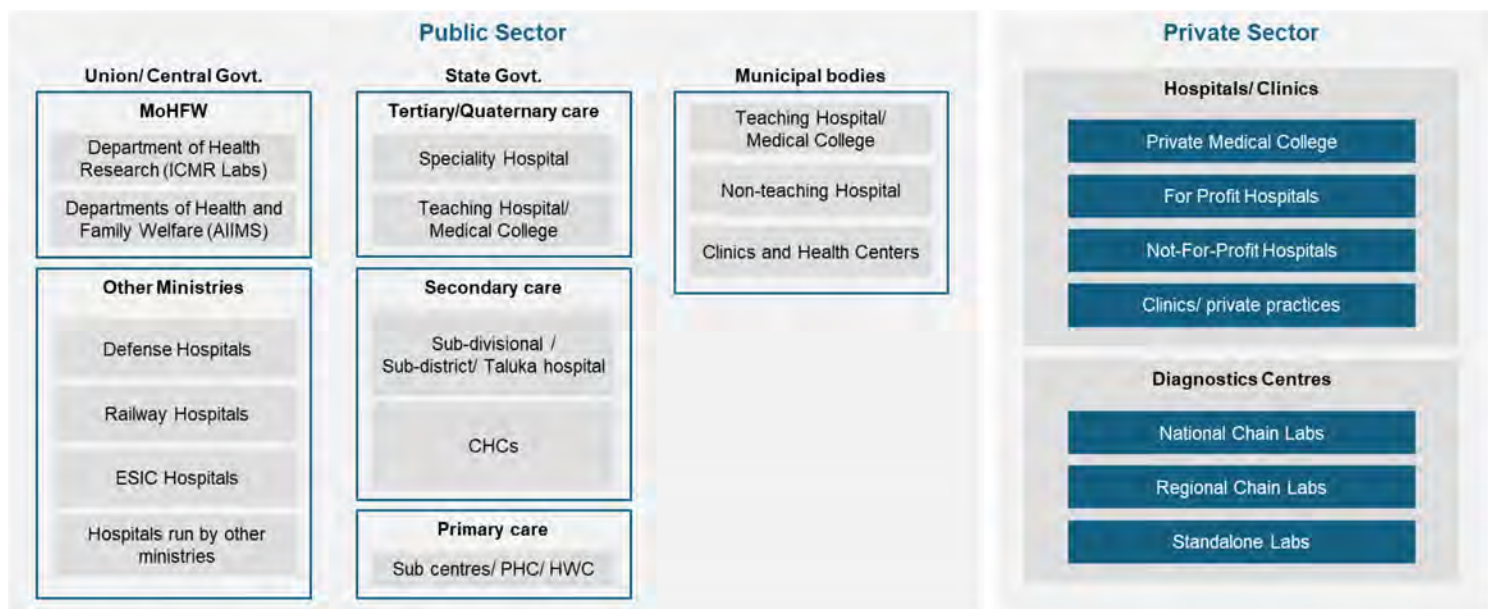 Public Sector
Union/ Central Govt.
MoHFW
Department of Health
Research (ICMR Labs)
Departments of Health and
Family Welfare (AIIMS)
Other Ministries
Defense Hospitals
Railway Hospitals
ESIC Hospitals
Hospitals run by other
ministries
State Govt.
Tertiary/Quaternary care
Speciality Hospital
Teaching Hospital/
Medical College
Secondary care
Sub-divisional /
Sub-district/ Taluka hospital
CHCs
Primary care
Sub centres/ PHC/ HWC
Municipal bodies
Teaching Hospital/
Medical College
Non-teaching Hospital
Clinics and Health Centers
Private Sector
Hospitals/ Clinics
Private Medical College
For Profit Hospitals
Not-For-Profit Hospitals
Clinics/ private practices
Diagnostics Centres
National Chain Labs
Regional Chain Labs
Standalone Labs